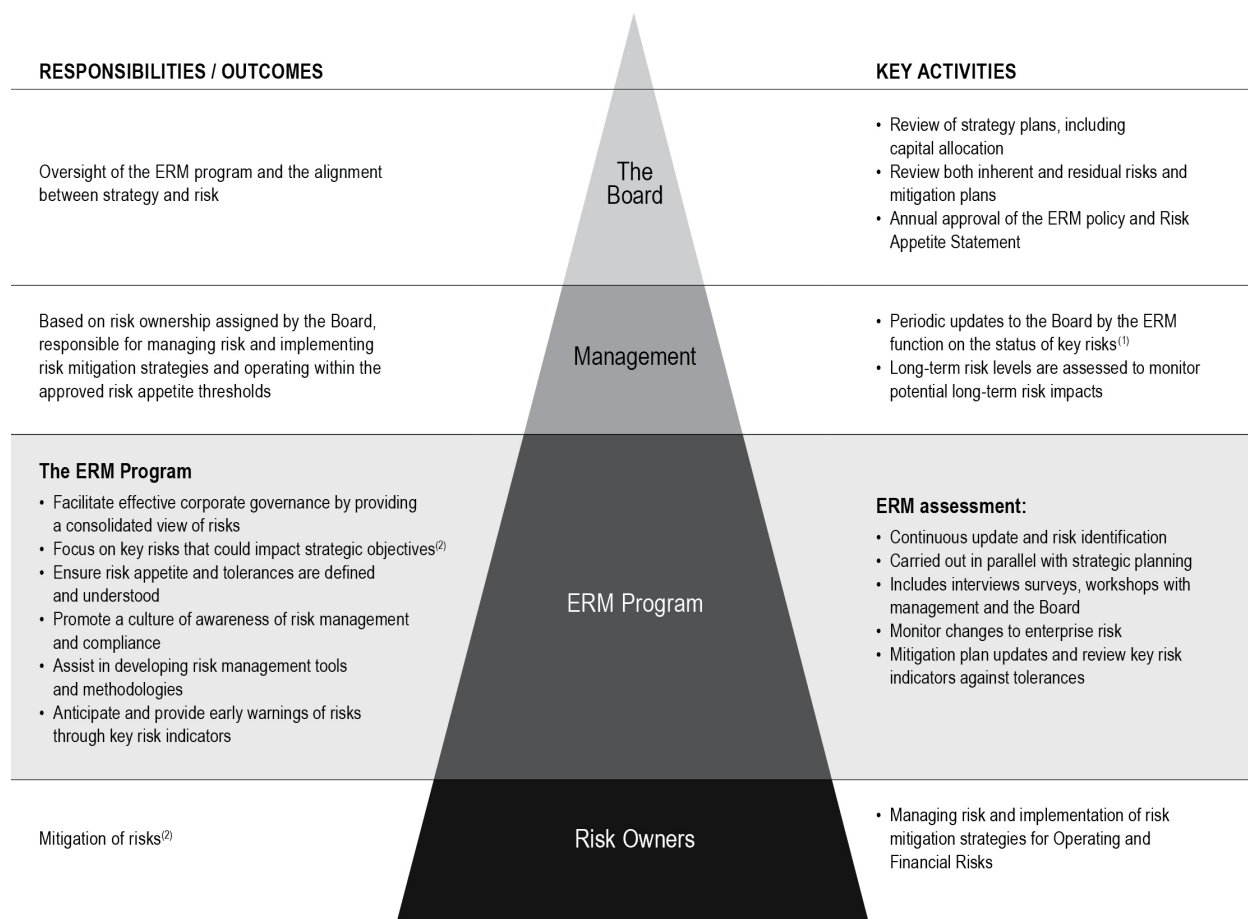 RESPONSIBILITIES / OUTCOMES
KEY ACTIVITIES
Oversight of the ERM program and the alignment
between strategy and risk
The
Board
• Review of strategy plans, including
capital allocation
• Review both inherent and residual risks and
mitigation plans
• Annual approval of the ERM policy and Risk
Appetite Statement
Based on risk ownership assigned by the Board,
responsible for managing risk and implementing
risk mitigation strategies and operating within the
approved risk appetite thresholds
Management
• Periodic updates to the Board by the ERM
function on the status of key risks(1)
• Long-term risk levels are assessed to monitor
potential long-term risk impacts
The ERM Program
• Facilitate effective corporate governance by providing
a consolidated view of risks
• Focus on key risks that could impact strategic objectives(2)
• Ensure risk appetite and tolerances are defined
and understood
• Promote a culture of awareness of risk management
and compliance
• Assist in developing risk management tools
and methodologies
• Anticipate and provide early warnings of risks
through key risk indicators
ERM Program
ERM assessment:
• Continuous update and risk identification
• Carried out in parallel with strategic planning
• Includes interviews surveys, workshops with
management and the Board
• Monitor changes to enterprise risk
• Mitigation plan updates and review key risk
indicators against tolerances
Mitigation of risks(2)
Risk Owners
• Managing risk and implementation of risk
mitigation strategies for Operating and
Financial Risks